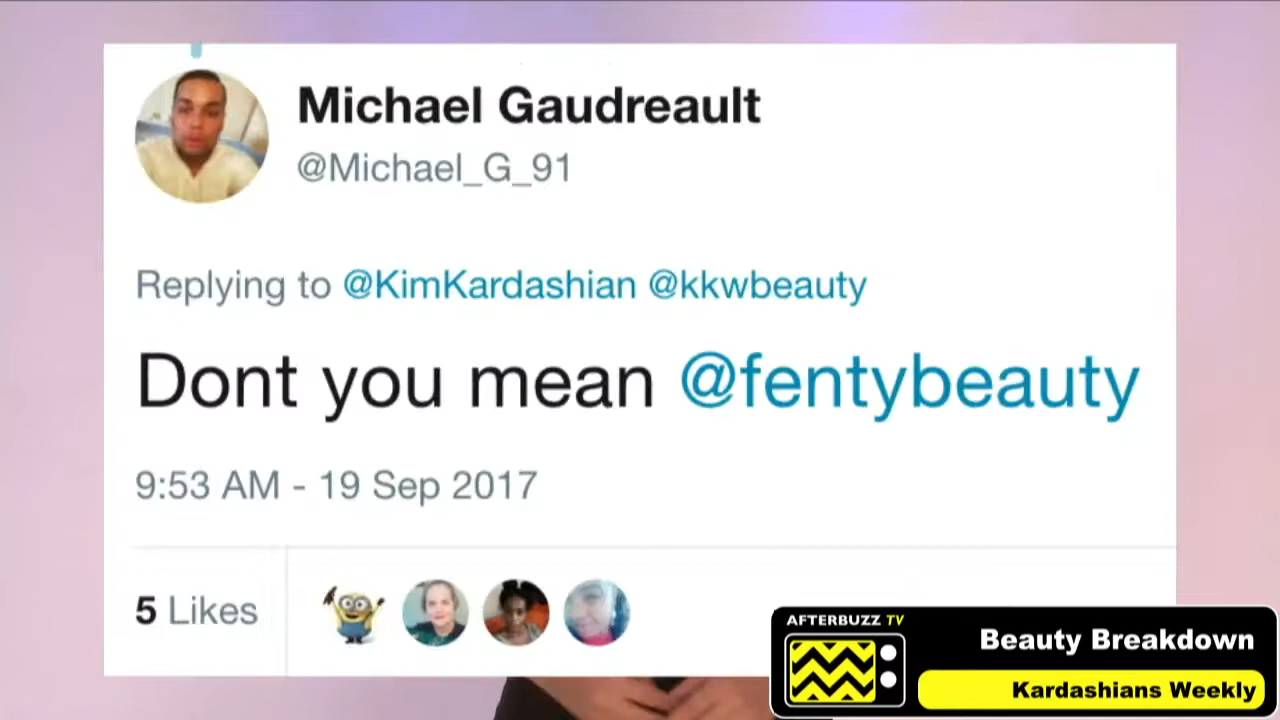 Michael Gaudreault
@Michael_G_91
Replying to @KimKardashian @kkwbeauty
Dont you mean @fentybeauty
9:53 AM - 19 Sep 2017
5 Likes
AFTERBUZZ TV
Beauty Breakdown
Kardashians Weekly